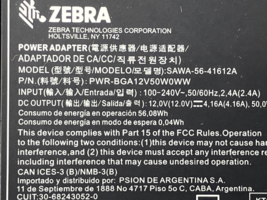 ZEBRA
ZEBRA TECHNOLOGIES CORPORATION
HOLTSVILLE, NY 11742
POWER ADAPTER(電源供應器/电源适配器/
ADAPTADOR DE CA/CC/직류전원장치)
MODEL(型號/型号/MODELO/모델명):SAWA-56-41612A
P/N(料號/料号): PWR-BGA12V50W0WW
INPUT(輸入/输入/입력/Entrada): 100-240V~,50/60Hz, 2.4A(2.4A)
DC OUTPUT(輸出/输出/출력/Salida): 12.0V(12.0V) 4.16A(4.16A), 50.0
Consumo de energía en operación 56,08Wh
Consumo de energía en modo de espera 0,04Wh
This device complies with Part 15 of the FCC Rules.Operation
to the following two conditions:(1)this device may not cause harm
interference,and (2) this device must accept any interference re
interference that may cause undesired
CAN ICES-3 (B)/NMB-3(B)
Importado y distribuido por: PSION DE ARGENTINA S.A.
11 de Septiembre de 1888 No 4717 Piso 5o, CABA, Argentina
CUIT:30-68243052-0